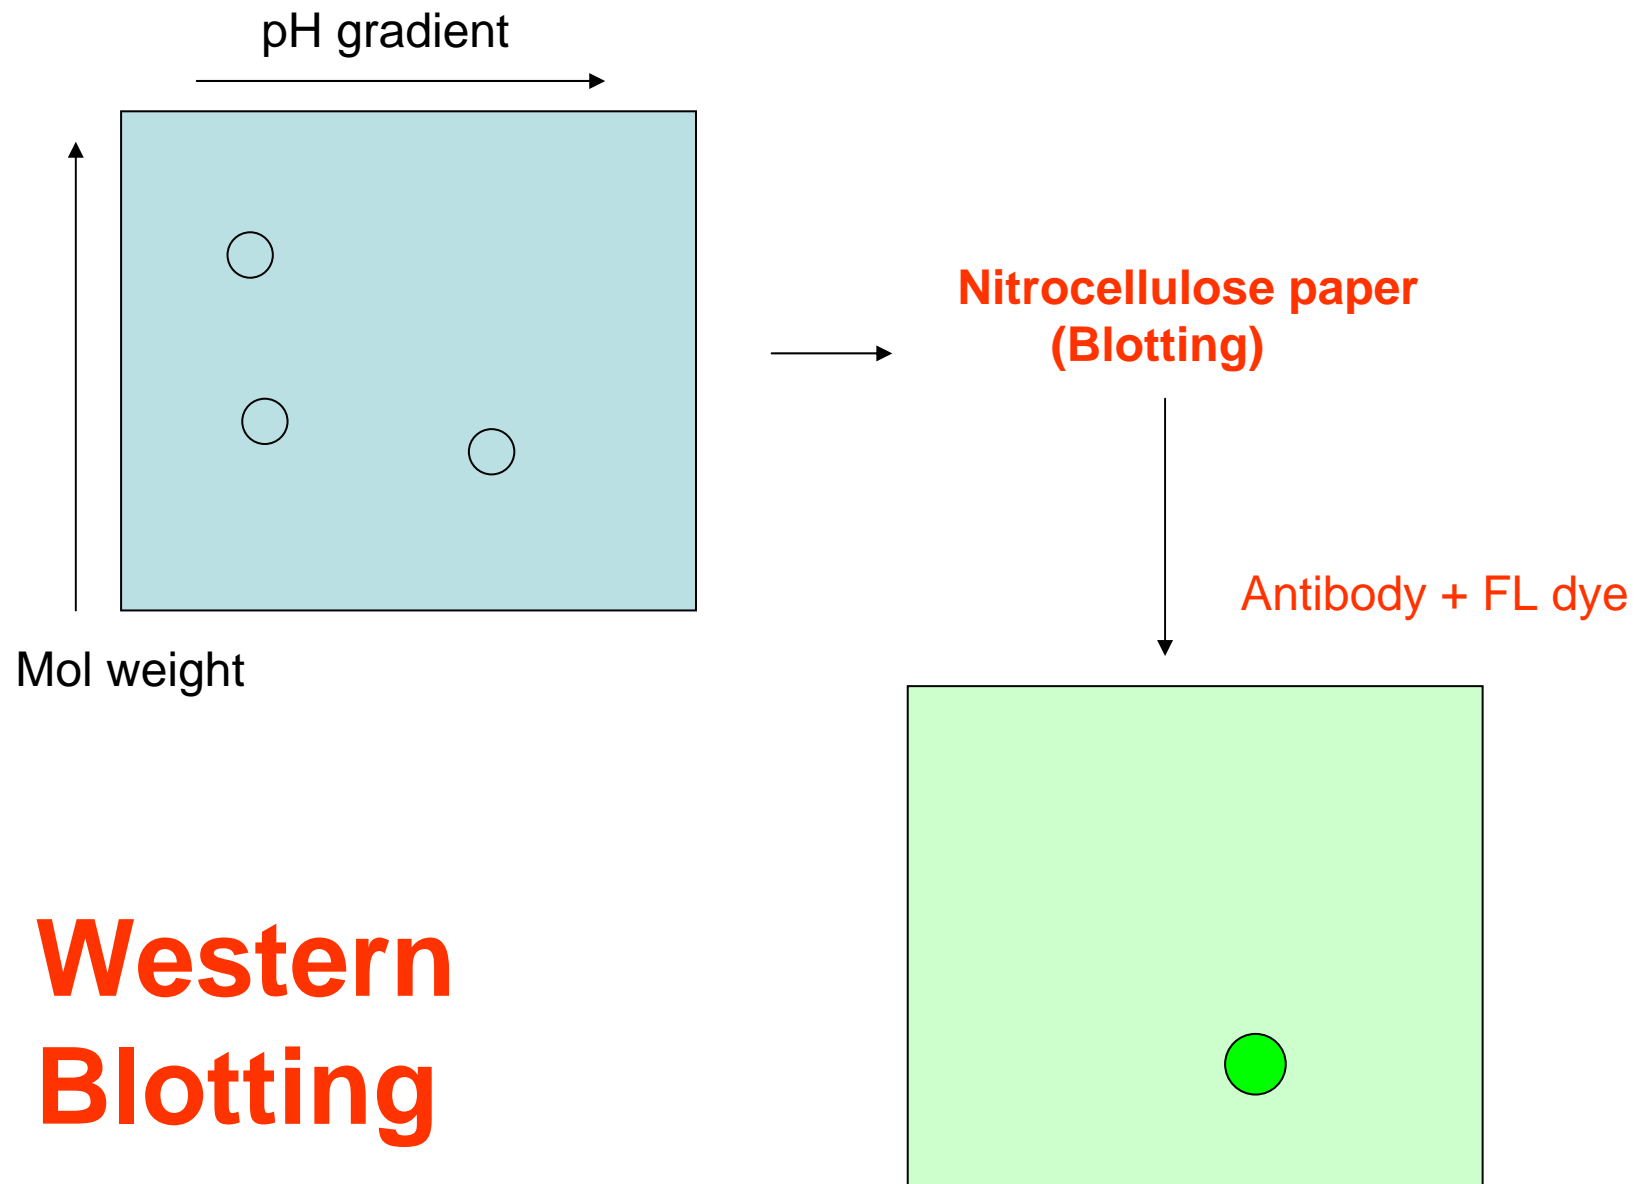 pH gradient
Nitrocellulose paper
(Blotting)
Antibody + FL dye
Mol weight
Western
Blotting